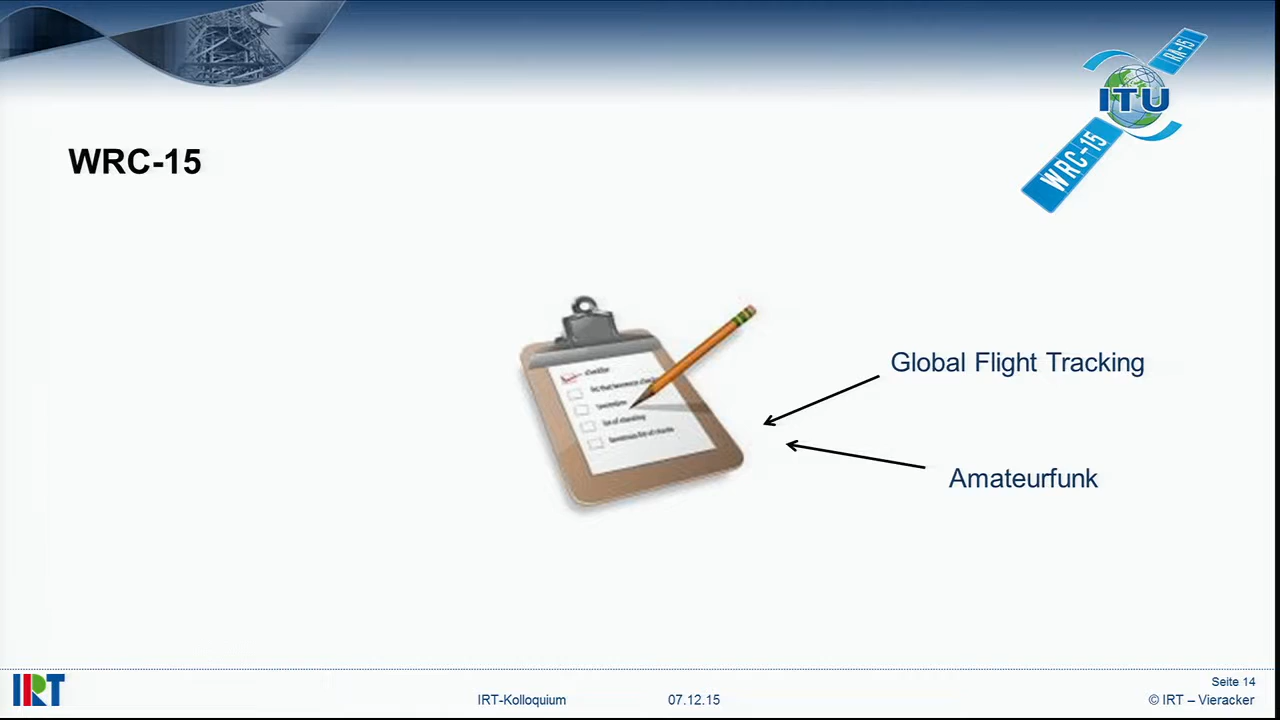 RA-15
ITU
WRC-15
WRC-15
Global Flight Tracking
Amateurfunk
checklist
Seite 14
IRT
IRT-Kolloquium
07.12.15
© IRT – Vieracker